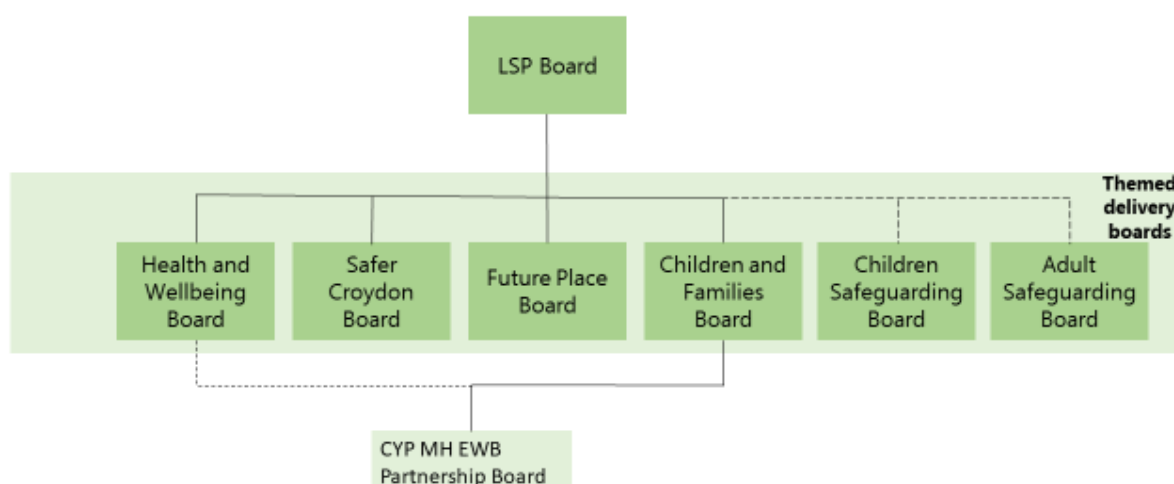 LSP Board
Themed
delivery
boards
Health and
Wellbeing
Board
Safer
Croydon
Board
Future Place
Board
Children and
Families
Board
Children
Safeguarding
Board
Adult
Safeguarding
Board
CYP MH EWB
Partnership Board